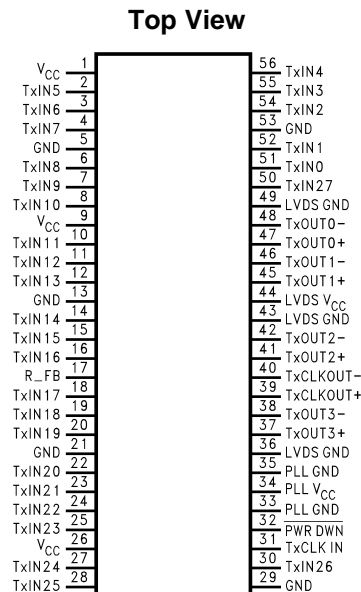 Top View
VCC 1
TxIN5 2
TxIN6 3
TxIN7 4
GND 5
TxIN8 6
TxIN9 7
TxIN10 8
VCC 9
TxIN11 10
TxIN12 11
TxIN13 12
GND 13
TxIN14 14
TxIN15 15
TxIN16 16
R_FB 17
TxIN17 18
TxIN18 19
TxIN19 20
GND 21
TxIN20 22
TxIN21 23
TxIN22 24
TxIN23 25
VCC 26
TxIN24 27
TxIN25 28
56 TxIN4
55 TxIN3
54 TxIN2
53 GND
52 TxIN1
51 TxIN0
50 TxIN27
49 LVDS GND
48 TxOUT0−
47 TxOUT0+
46 TxOUT1−
45 TxOUT1+
44 LVDS VCC
43 LVDS GND
42 TxOUT2−
41 TxOUT2+
40 TxCLKOUT−
39 TxCLKOUT+
38 TxOUT3−
37 TxOUT3+
36 LVDS GND
35 PLL GND
34 PLL VCC
33 PLL GND
32 PWR DWN
31 TxCLK IN
30 TxIN26
29 GND